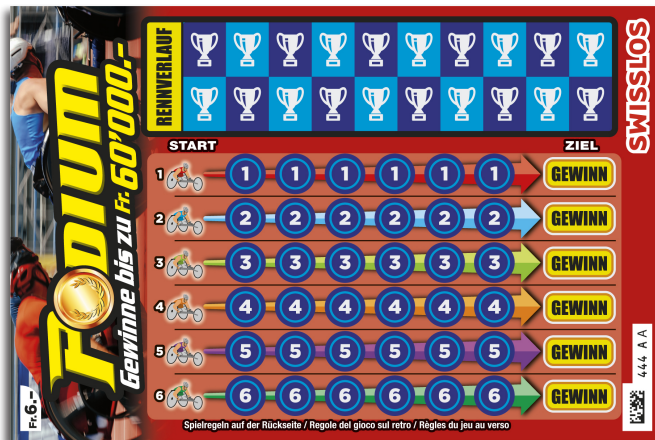 PODIUM
Gewinne bis zu Fr. 60'000.-
Fr. 6.-
RENNVERLAUF
SWISSLOS
START
ZIEL
1 1 1 1 1 1 1 GEWINN
2 2 2 2 2 2 2 GEWINN
3 3 3 3 3 3 3 GEWINN
4 4 4 4 4 4 4 GEWINN
5 5 5 5 5 5 5 GEWINN
6 6 6 6 6 6 6 GEWINN
444 A A
Spielregeln auf der Rückseite / Regole del gioco sul retro / Règles du jeu au verso